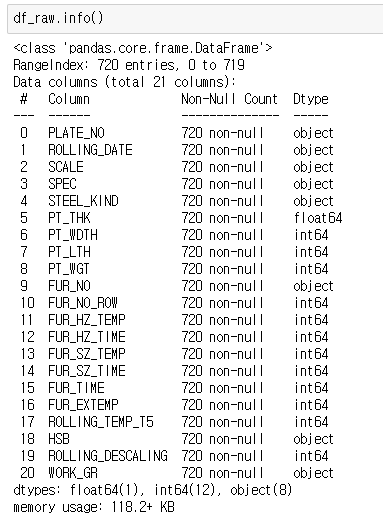 df_raw.info()
<class 'pandas.core.frame.DataFrame'>
RangeIndex: 720 entries, 0 to 719
Data columns (total 21 columns):
 #   Column            Non-Null Count  Dtype
---  ------            --------------  -----
 0   PLATE_NO          720 non-null    object
 1   ROLLING_DATE      720 non-null    object
 2   SCALE             720 non-null    object
 3   SPEC              720 non-null    object
 4   STEEL_KIND        720 non-null    object
 5   PT_THK            720 non-null    float64
 6   PT_WDTH           720 non-null    int64
 7   PT_LTH            720 non-null    int64
 8   PT_WGT            720 non-null    int64
 9   FUR_NO            720 non-null    object
 10  FUR_NO_ROW        720 non-null    int64
 11  FUR_HZ_TEMP       720 non-null    int64
 12  FUR_HZ_TIME       720 non-null    int64
 13  FUR_SZ_TEMP       720 non-null    int64
 14  FUR_SZ_TIME       720 non-null    int64
 15  FUR_TIME          720 non-null    int64
 16  FUR_EXTEMP        720 non-null    int64
 17  ROLLING_TEMP_T5   720 non-null    int64
 18  HSB               720 non-null    object
 19  ROLLING_DESCALING 720 non-null    int64
 20  WORK_GR           720 non-null    object
dtypes: float64(1), int64(12), object(8)
memory usage: 118.2+ KB